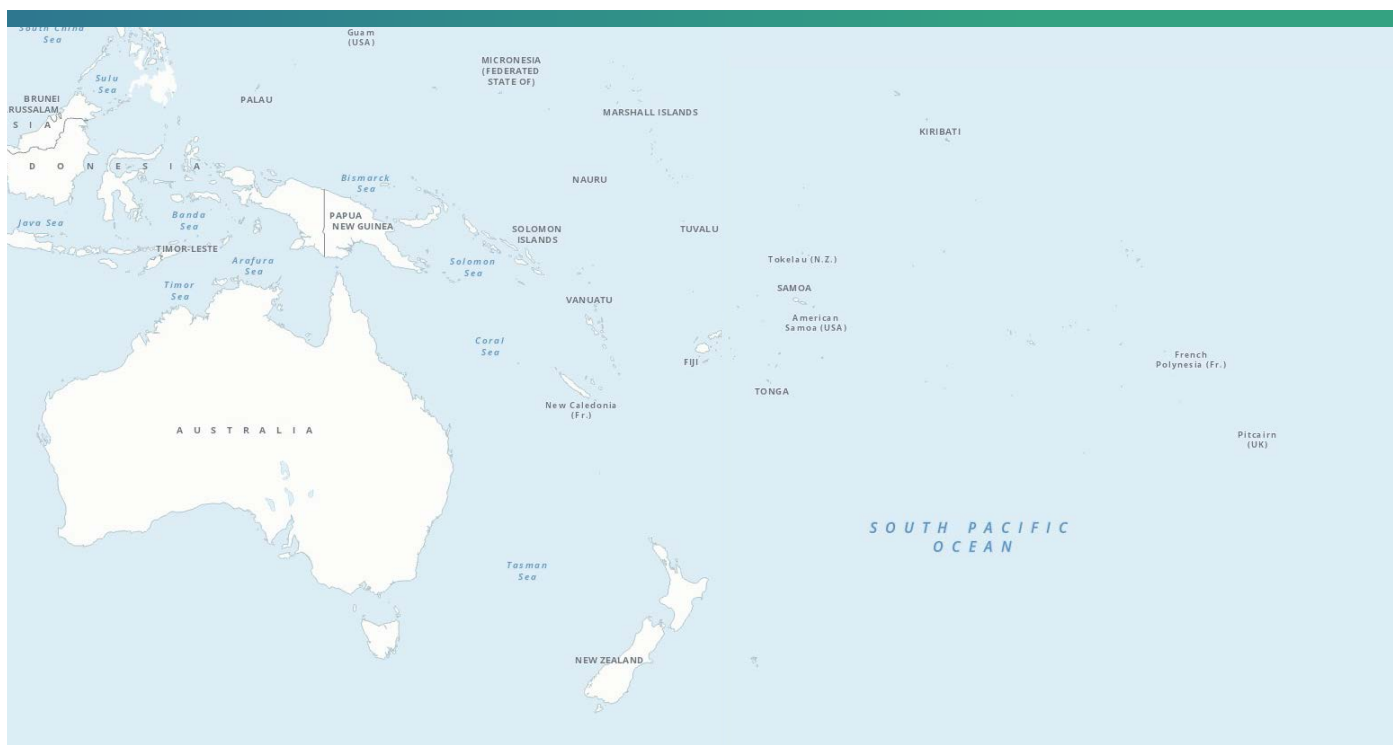 South China
Sea
Guam
(USA)
MICRONESIA
(FEDERATED
STATE OF)
Sulu
Sea
BRUNEI
RUSSALAM
PALAU
MARSHALL ISLANDS
S I A
KIRIBATI
D O N E S I A
Bismarck
Sea
NAURU
Java Sea
Banda
Sea
PAPUA
NEW GUINEA
SOLOMON
ISLANDS
TUVALU
TIMOR-LESTE
Arafura
Sea
Solomon
Sea
Tokelau (N.Z.)
Timor
Sea
VANUATU
SAMOA
American
Samoa (USA)
Coral
Sea
FIJI
French
Polynesia (Fr.)
TONGA
New Caledonia
(Fr.)
AUSTRALIA
Pitcairn
(UK)
SOUTH PACIFIC
OCEAN
Tasman
Sea
NEW ZEALAND